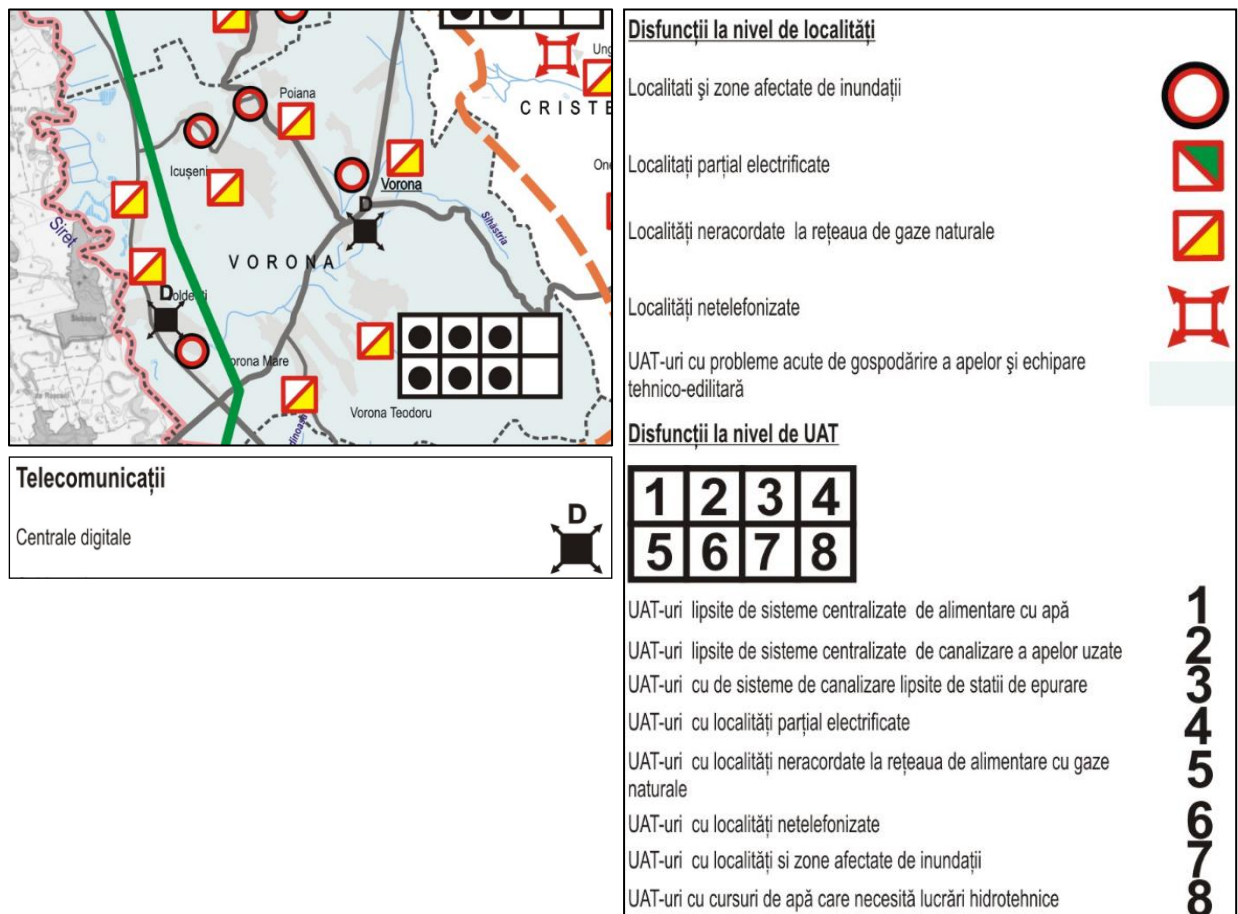 Ung
CRISTE
Poiana
One
Icușeni
Vorona
D
Siret
Sihăstria
VORONA
D
oldești
orona Mare
Vorona Teodoru
Telecomunicații
Centrale digitale
D
Disfuncții la nivel de localități
Localitati și zone afectate de inundații
Localitați parțial electrificate
Localități neracordate la rețeaua de gaze naturale
Localități netelefonizate
UAT-uri cu probleme acute de gospodărire a apelor și echipare
tehnico-edilitară
Disfuncții la nivel de UAT
1 2 3 4
5 6 7 8
UAT-uri lipsite de sisteme centralizate de alimentare cu apă 1
UAT-uri lipsite de sisteme centralizate de canalizare a apelor uzate 2
UAT-uri cu de sisteme de canalizare lipsite de statii de epurare 3
UAT-uri cu localități parțial electrificate 4
UAT-uri cu localități neracordate la rețeaua de alimentare cu gaze 5
naturale
UAT-uri cu localități netelefonizate 6
UAT-uri cu localități si zone afectate de inundații 7
UAT-uri cu cursuri de apă care necesită lucrări hidrotehnice 8